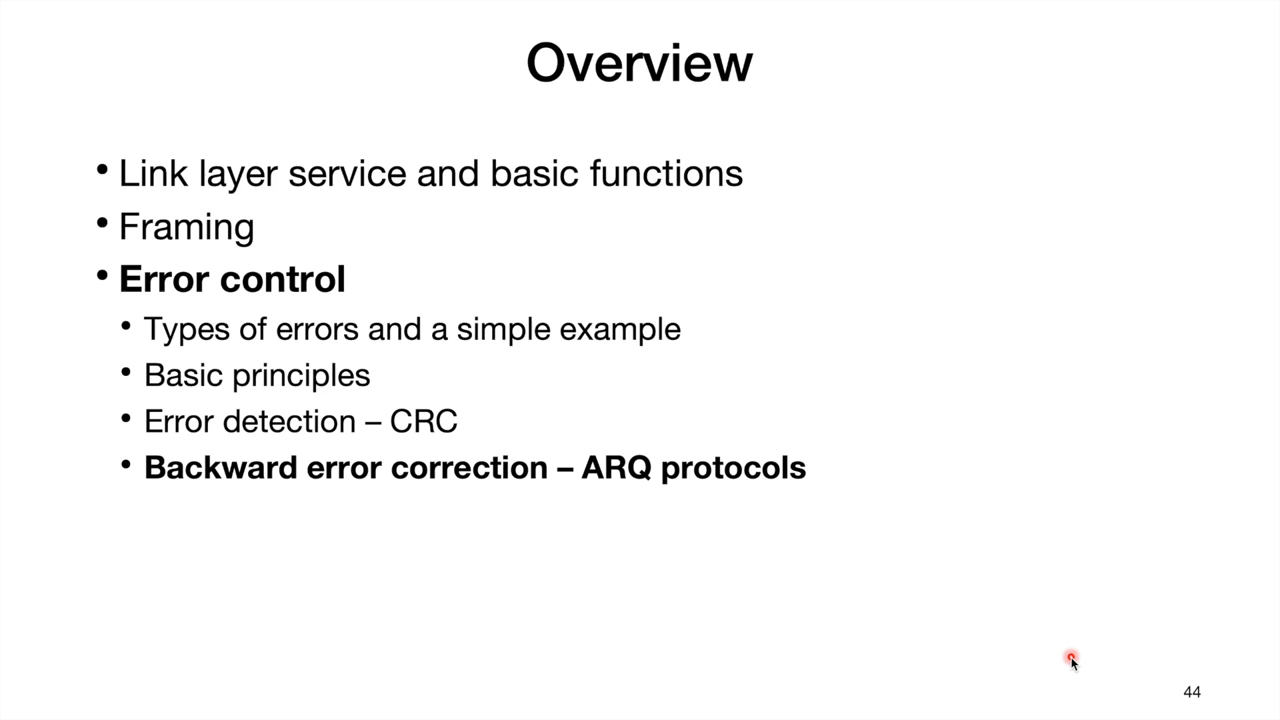 Overview
• Link layer service and basic functions
• Framing
• Error control
• Types of errors and a simple example
• Basic principles
• Error detection – CRC
• Backward error correction – ARQ protocols
44